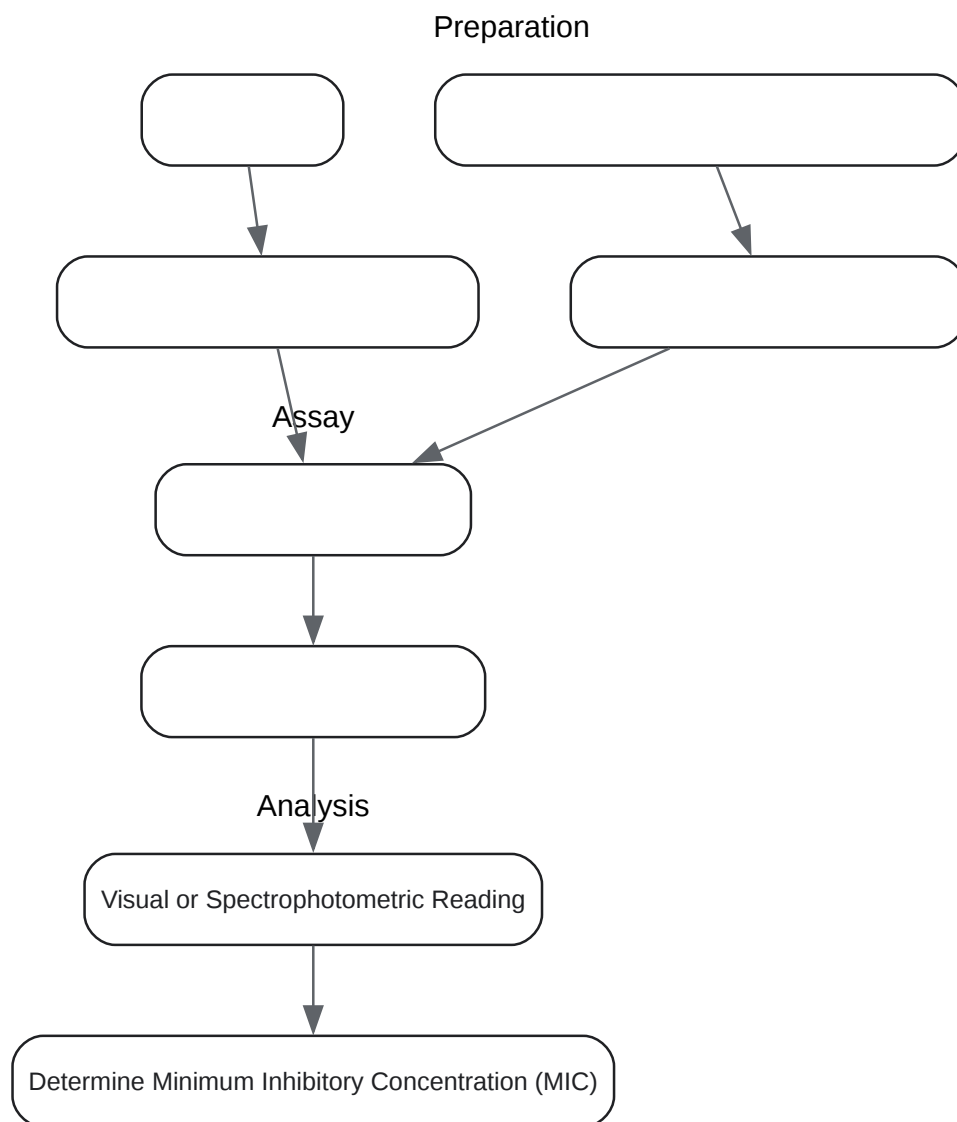 Preparation
Assay
Analysis
Visual or Spectrophotometric Reading
Determine Minimum Inhibitory Concentration (MIC)